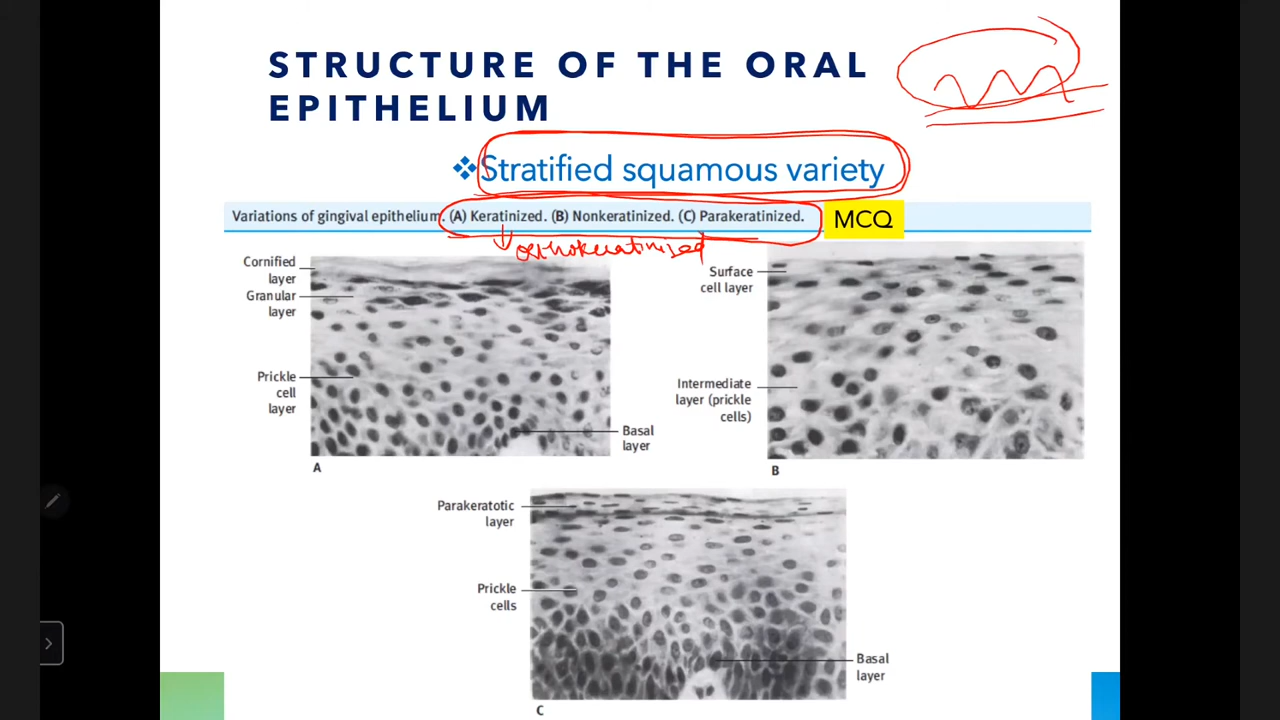 STRUCTURE OF THE ORAL
EPITHELIUM
❖Stratified squamous variety
Variations of gingival epithelium. (A) Keratinized. (B) Nonkeratinized. (C) Parakeratinized.
MCQ
orthokeratinised
Cornified
layer
Granular
layer
Prickle
cell
layer
Basal
layer
A
Surface
cell layer
Intermediate
layer (prickle
cells)
B
Parakeratotic
layer
Prickle
cells
Basal
layer
C